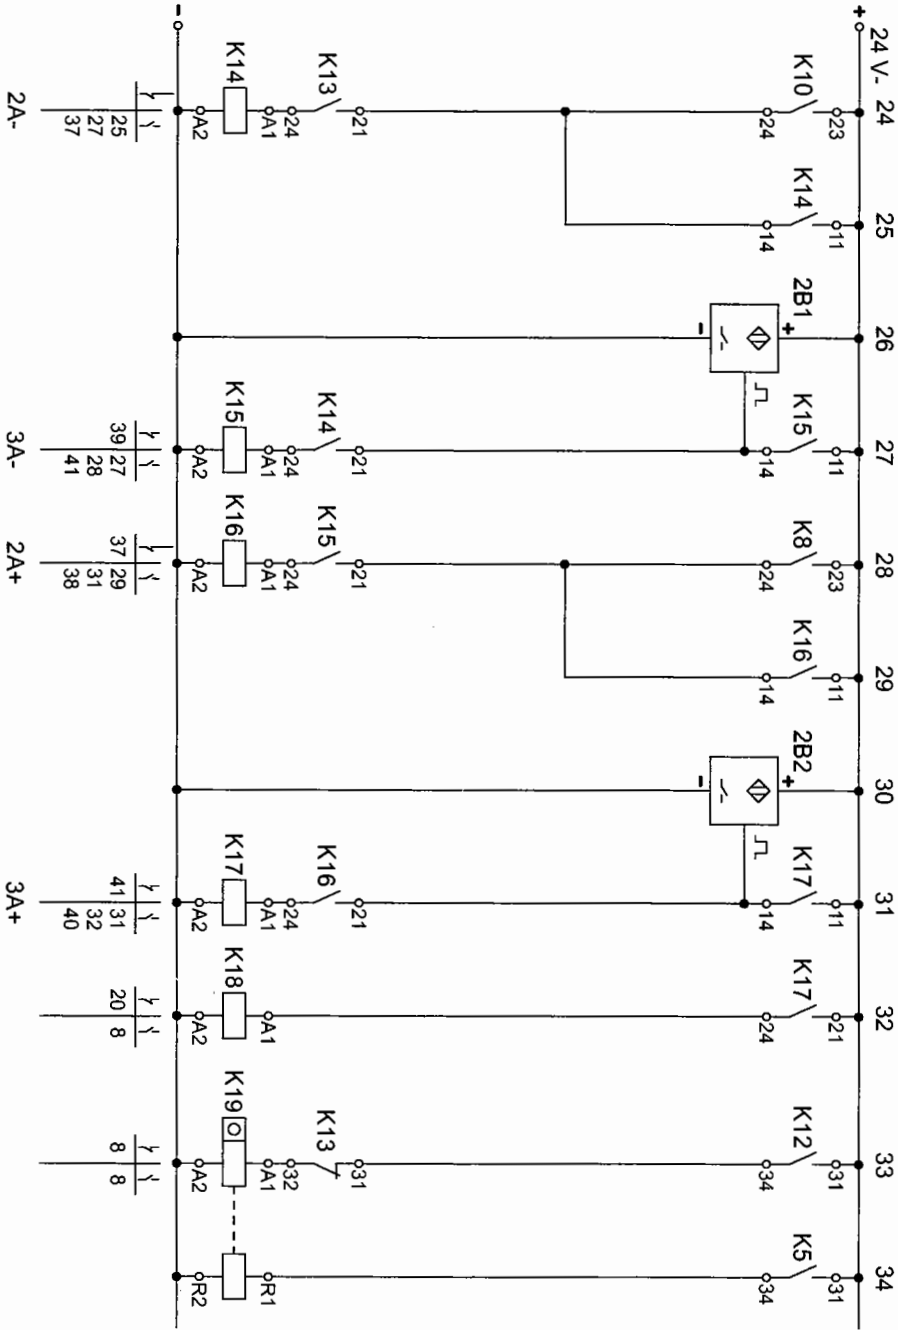 24 V- 24 25 26 27 28 29 30 31 32 33 34
+
23 11 11 23 11 11 21 31 31
K10 K14 2B1 + K15 K8 K16 2B2 + K17 K17 K12 K5
24 14 14 24 14 14 24 34 34
- -
21 21 21 21 31
K13 K14 K15 K16 K13
24 24 24 24 32
A1 A1 A1 A1 A1 A1 R1
K14 K15 K16 K17 K18 K19
A2 A2 A2 A2 A2 A2 R2
-
25 39 27 37 29 41 31 20 8 8 8
27 28 31 32
37 41 38 40
2A- 3A- 2A+ 3A+